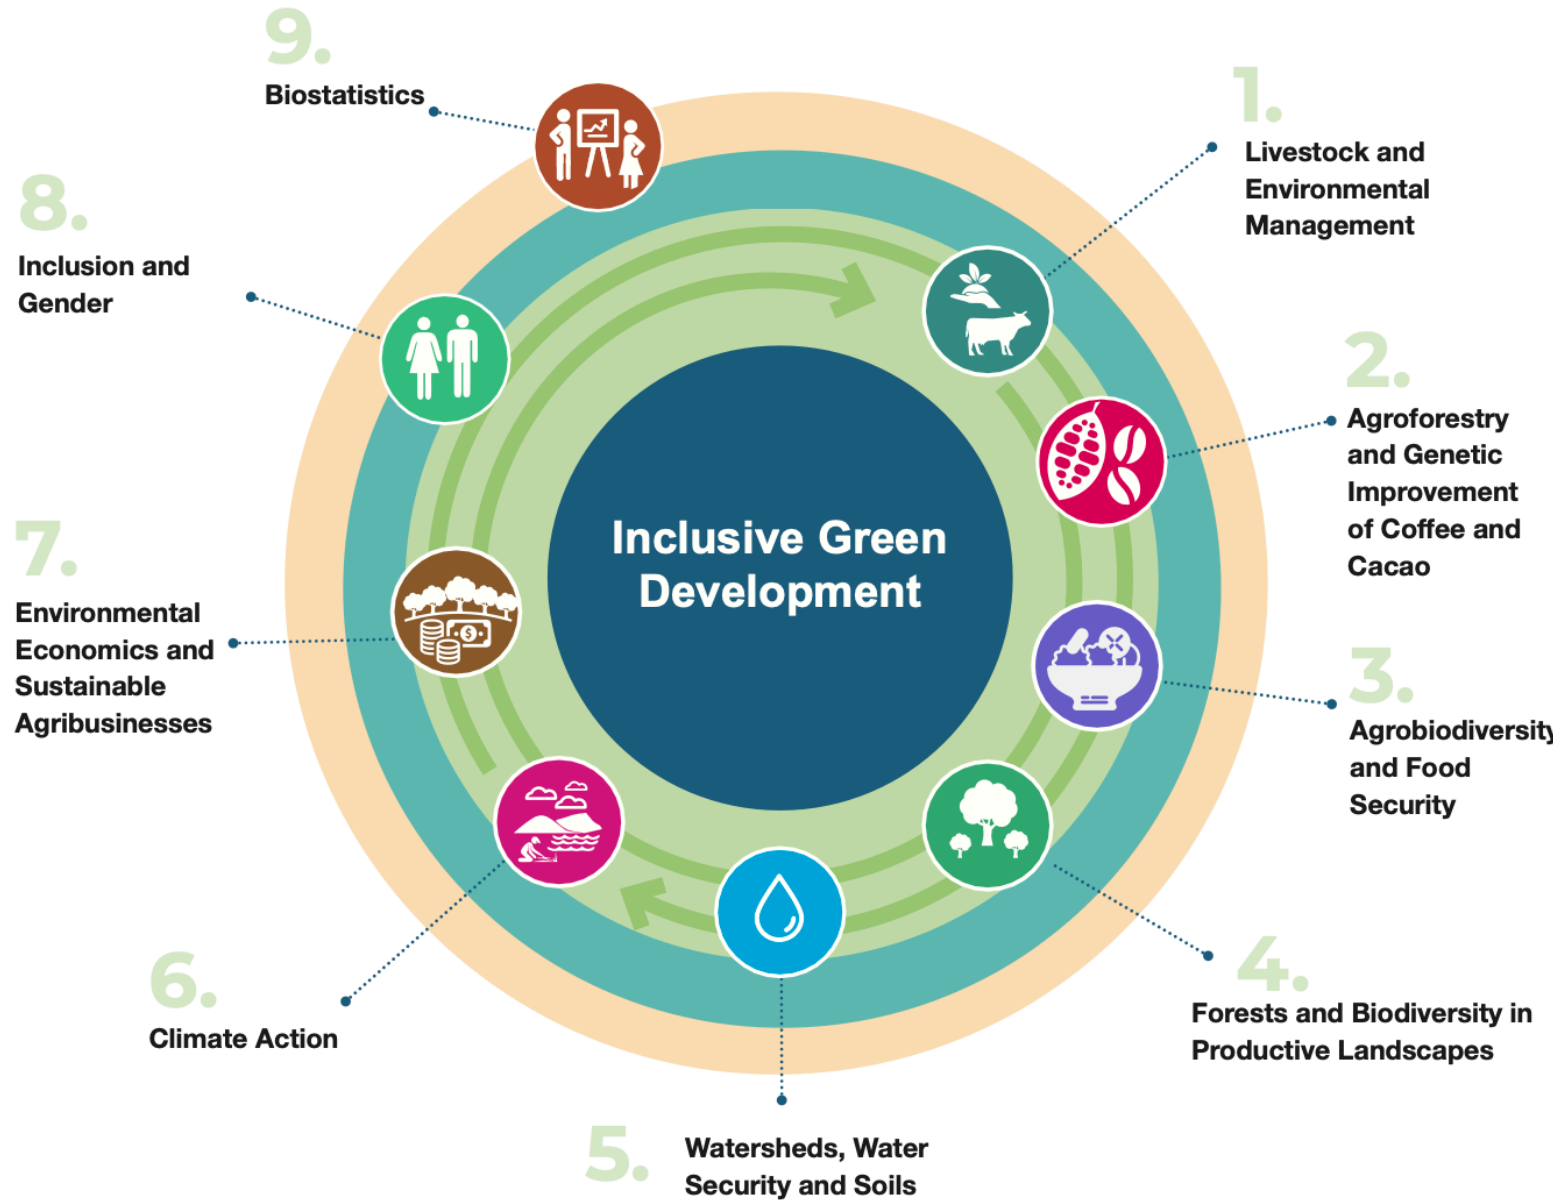 Inclusive Green
Development
1.
Livestock and
Environmental
Management
2.
Agroforestry
and Genetic
Improvement
of Coffee and
Cacao
3.
Agrobiodiversity
and Food
Security
4.
Forests and Biodiversity in
Productive Landscapes
5.
Watersheds, Water
Security and Soils
6.
Climate Action
7.
Environmental
Economics and
Sustainable
Agribusinesses
8.
Inclusion and
Gender
9.
Biostatistics
$